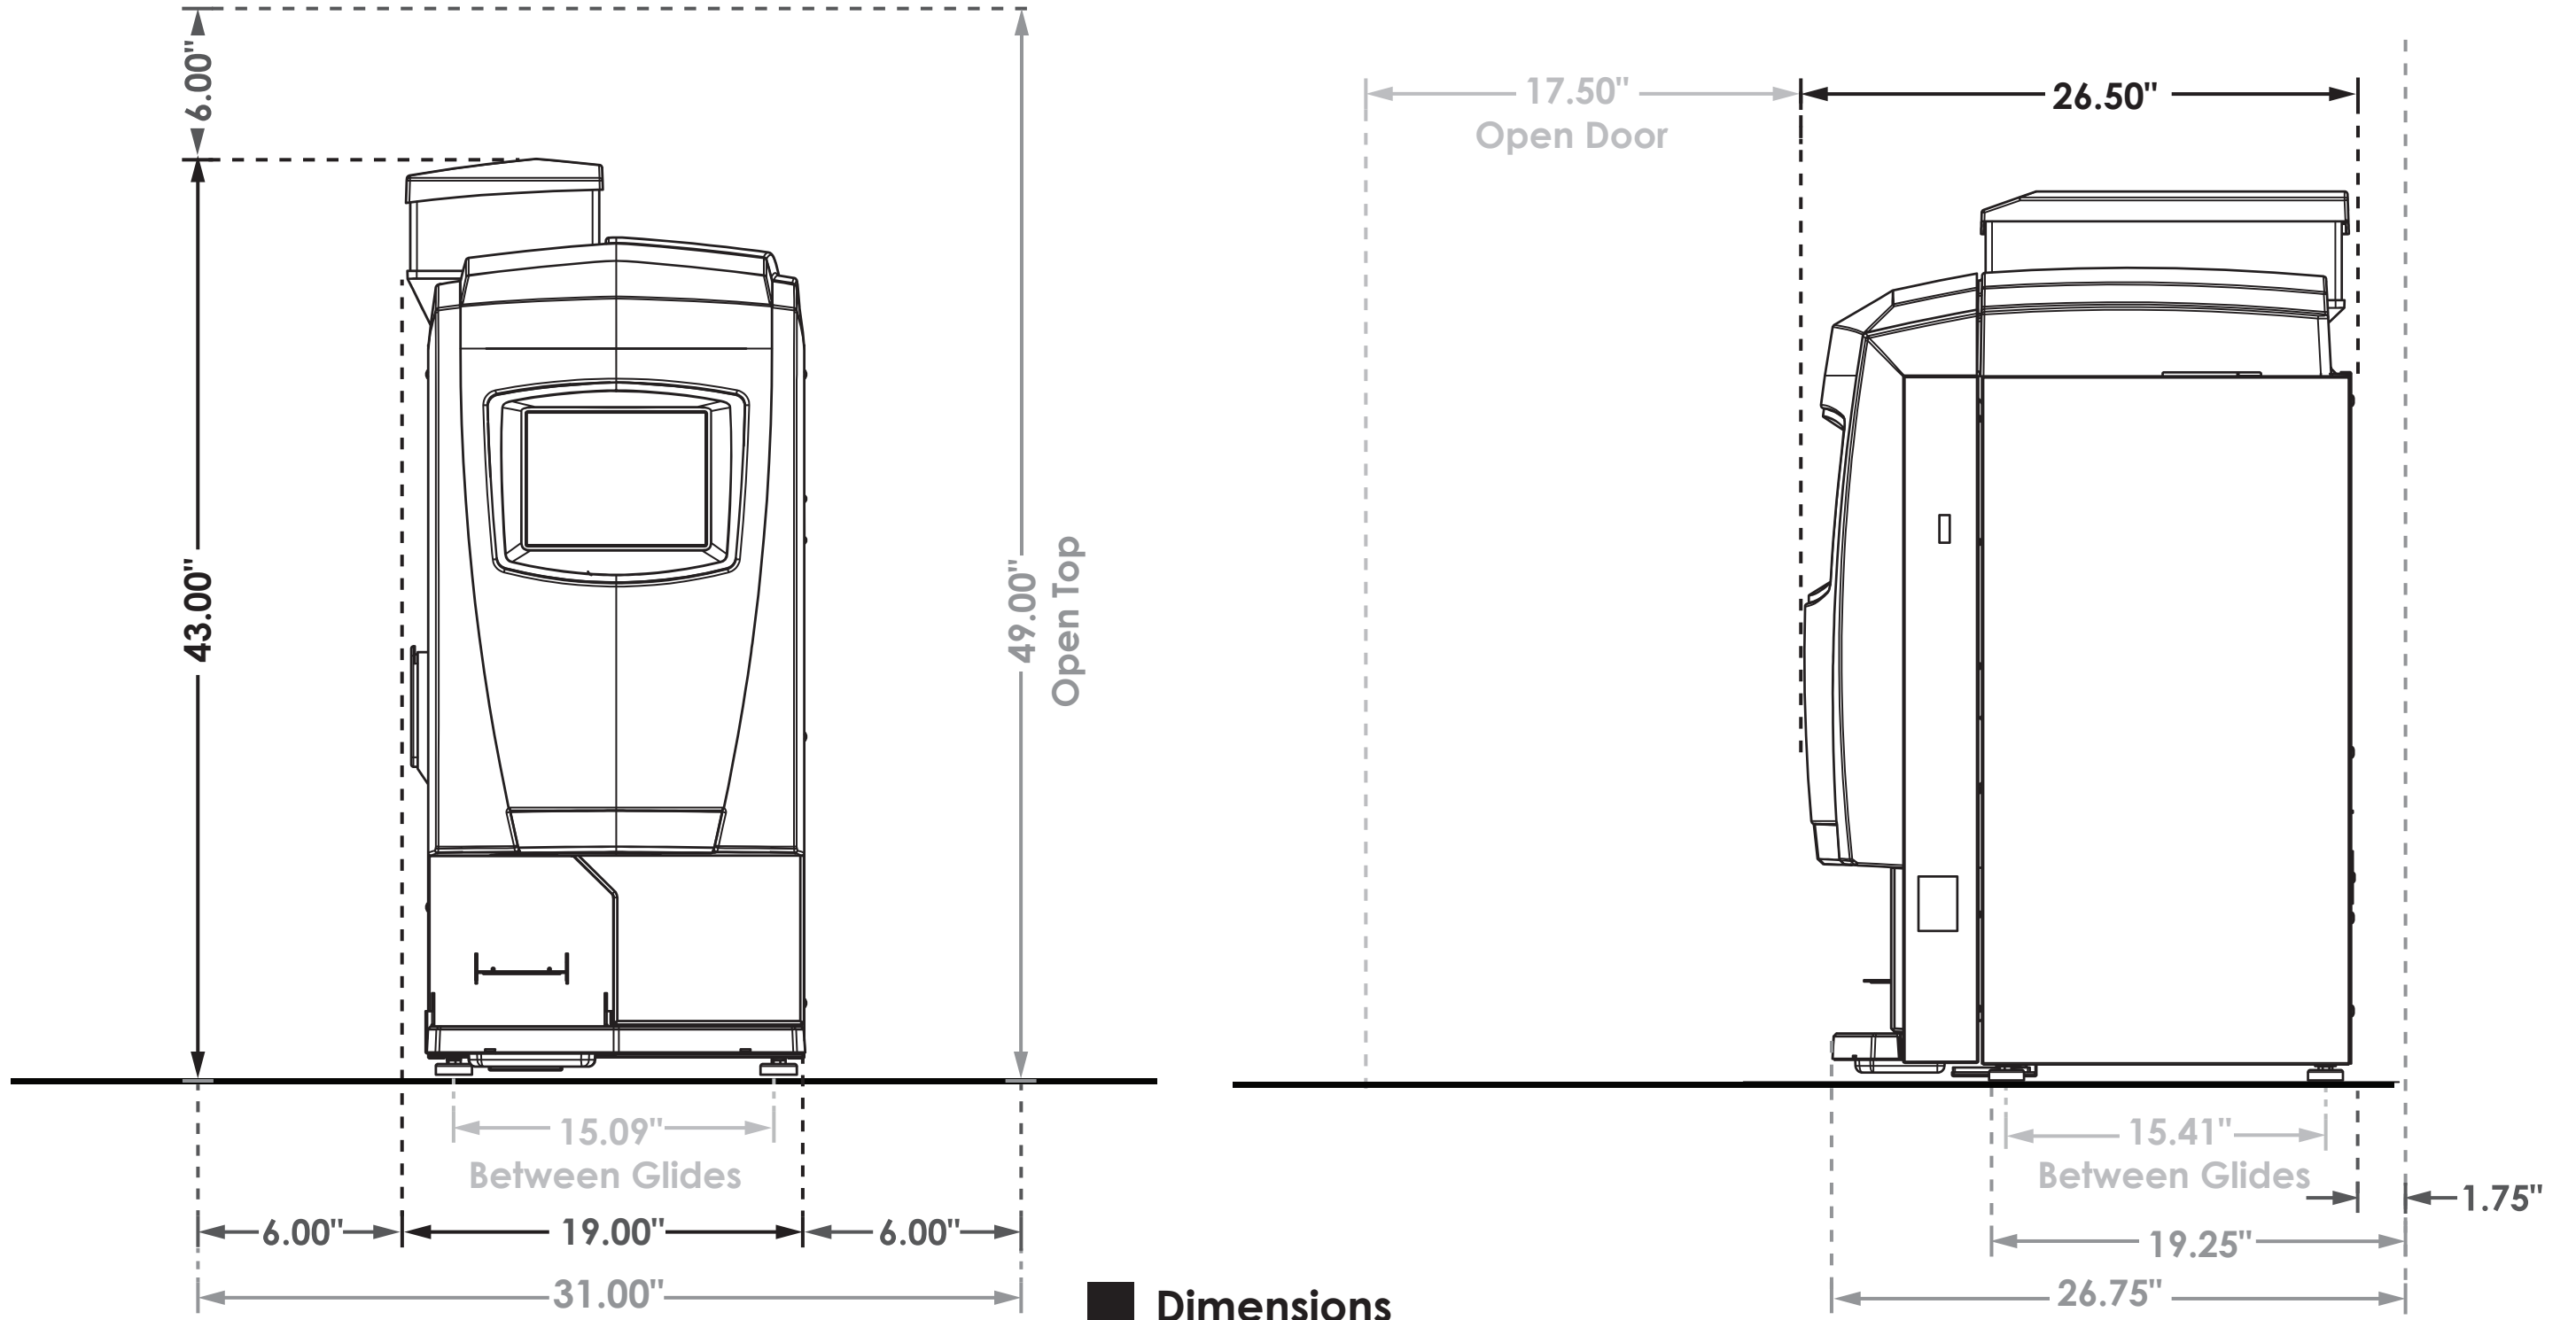 6.00"
17.50"
Open Door
26.50"
43.00"
49.00"
Open Top
15.09"
Between Glides
15.41"
Between Glides
1.75"
6.00"
19.00"
6.00"
19.25"
31.00"
26.75"
Dimensions